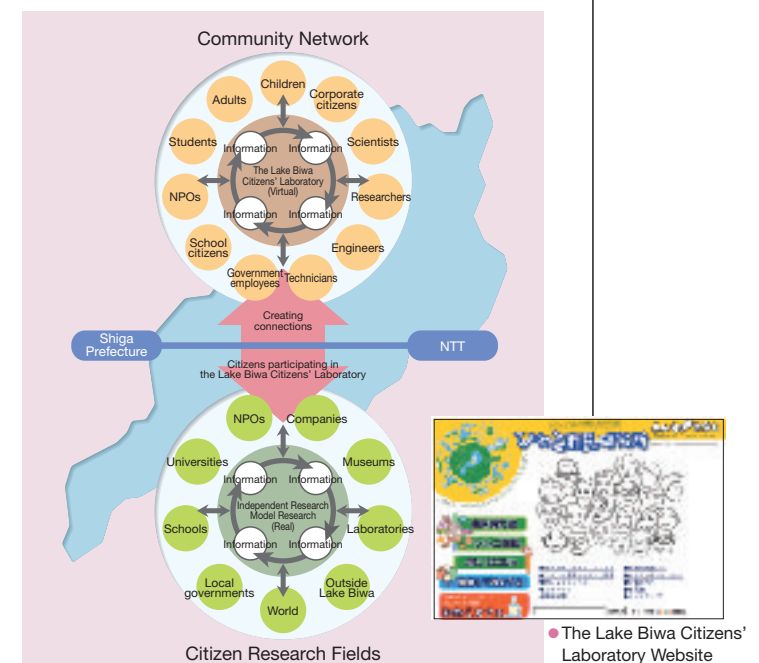 Community Network
Children
Adults
Corporate
citizens
Students
Information
Information
Scientists
The Lake Biwa
Citizens' Laboratory
(Virtual)
NPOs
Researchers
Information
Information
School
citizens
Engineers
Government
employees
Technicians
Creating
connections
Shiga
Prefecture
NTT
Citizens participating in
the Lake Biwa Citizens' Laboratory
NPOs
Companies
Universities
Museums
Information
Information
Independent Research
Model Research
(Real)
Schools
Laboratories
Information
Information
Local
governments
Outside
Lake Biwa
World
Citizen Research Fields
The Lake Biwa Citizens'
Laboratory Website